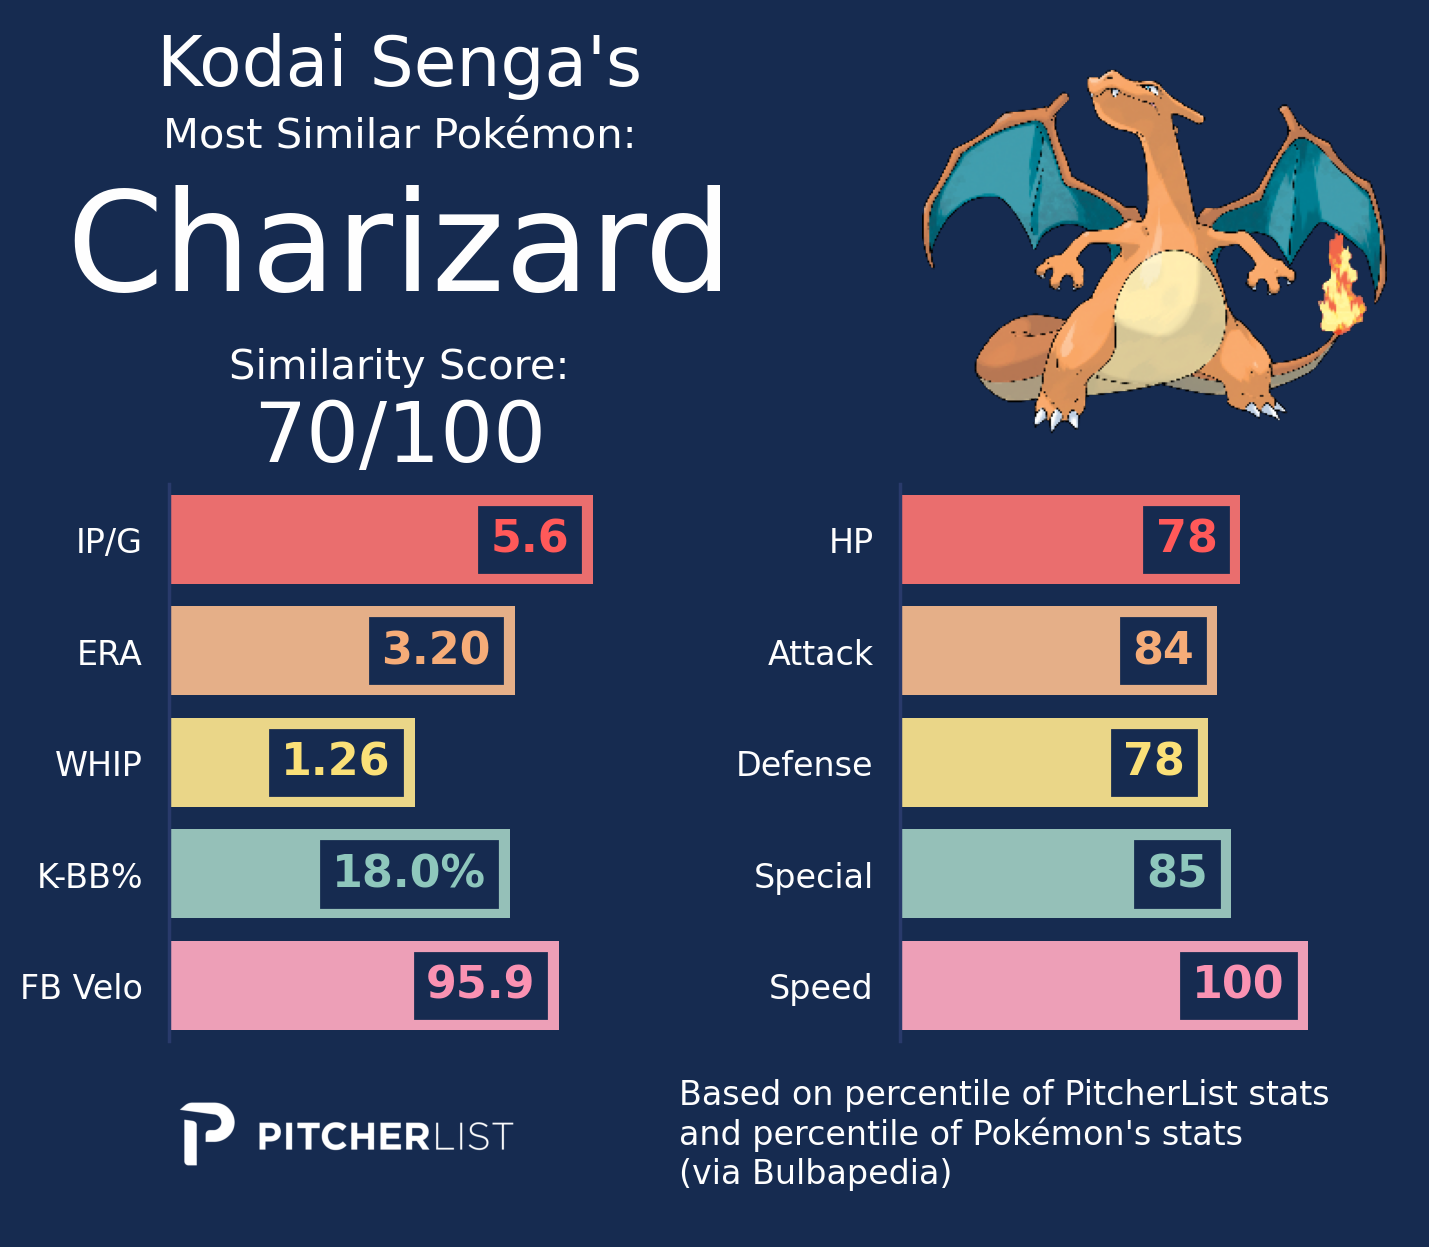 Kodai Senga's
Most Similar Pokémon:
Charizard
Similarity Score:
70/100
IP/G 5.6
ERA 3.20
WHIP 1.26
K-BB% 18.0%
FB Velo 95.9
HP 78
Attack 84
Defense 78
Special 85
Speed 100
PITCHERLIST
Based on percentile of PitcherList stats
and percentile of Pokémon's stats
(via Bulbapedia)